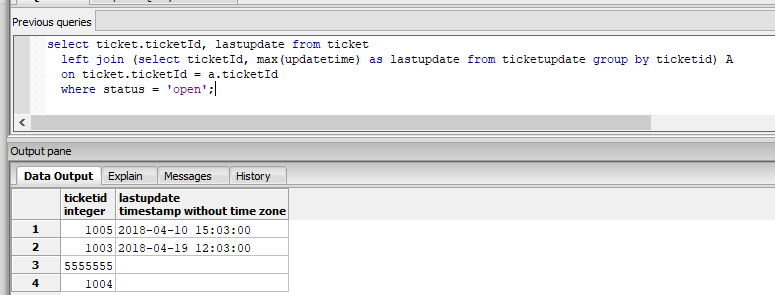 Previous queries
select ticket.ticketId, lastupdate from ticket
left join (select ticketId, max(updatetime) as lastupdate from ticketupdate group by ticketid) A
on ticket.ticketId = a.ticketId
where status = 'open';
Output pane
Data Output Explain Messages History
ticketid lastupdate
integer timestamp without time zone
1 1005 2018-04-10 15:03:00
2 1003 2018-04-19 12:03:00
3 5555555
4 1004